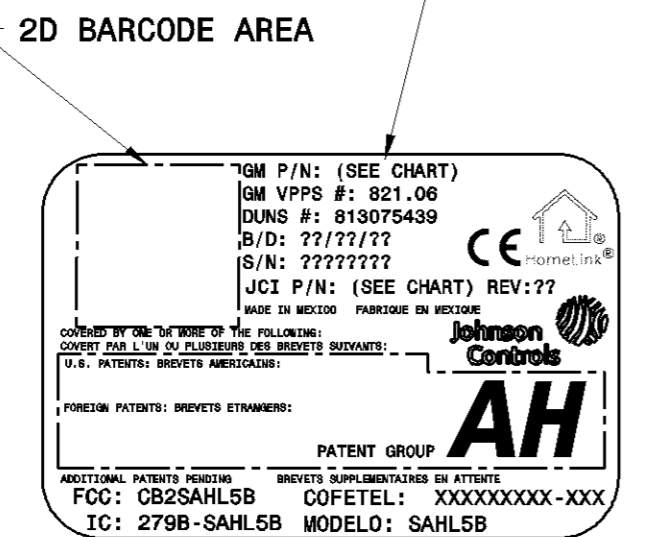 2D BARCODE AREA
GM P/N: (SEE CHART)
GM VPPS #: 821.06
DUNS #: 813075439
B/D: ??/??/??
S/N: ????????
CE
HomeLink®
®
JCI P/N: (SEE CHART) REV:??
MADE IN MEXICO FABRIQUE EN MEXIQUE
COVERED BY ONE OR MORE OF THE FOLLOWING:
COVERT PAR L'UN OU PLUSIEURS DES BREVETS SUIVANTS:
Johnson
Controls
U.S. PATENTS: BREVETS AMERICAINS:
FOREIGN PATENTS: BREVETS ETRANGERS:
PATENT GROUP AH
ADDITIONAL PATENTS PENDING BREVETS SUPPLEMENTAIRES EN ATTENTE
FCC: CB2SAHL5B COFETEL: XXXXXXXXX-XXX
IC: 279B-SAHL5B MODELO: SAHL5B